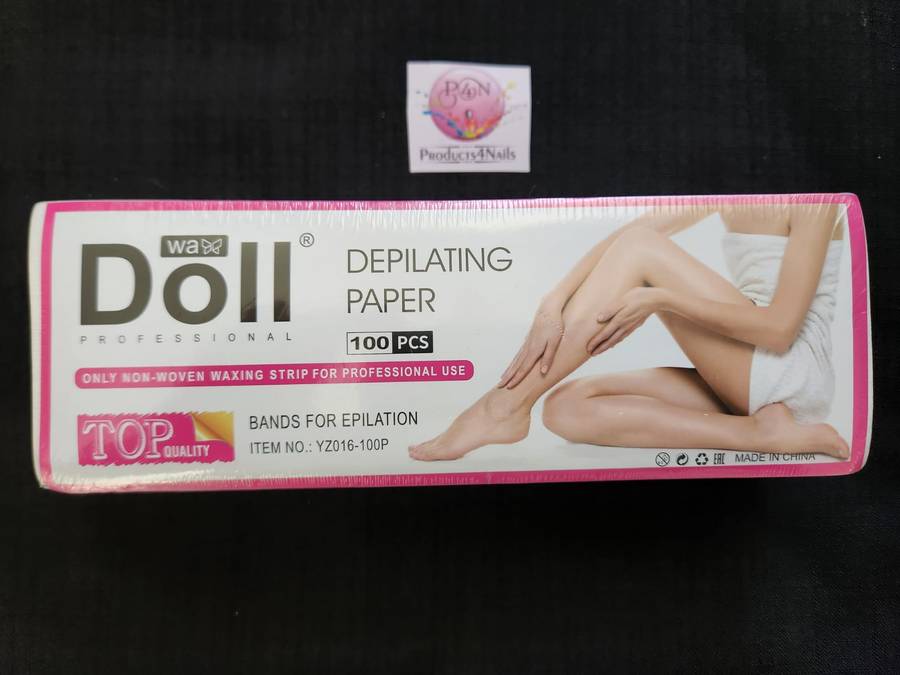 P4N
Products4Nails
wax
Doll®
PROFESSIONAL
DEPILATING
PAPER
100 PCS
ONLY NON-WOVEN WAXING STRIP FOR PROFESSIONAL USE
TOP
QUALITY
BANDS FOR EPILATION
ITEM NO.: YZ016-100P
EAC MADE IN CHINA